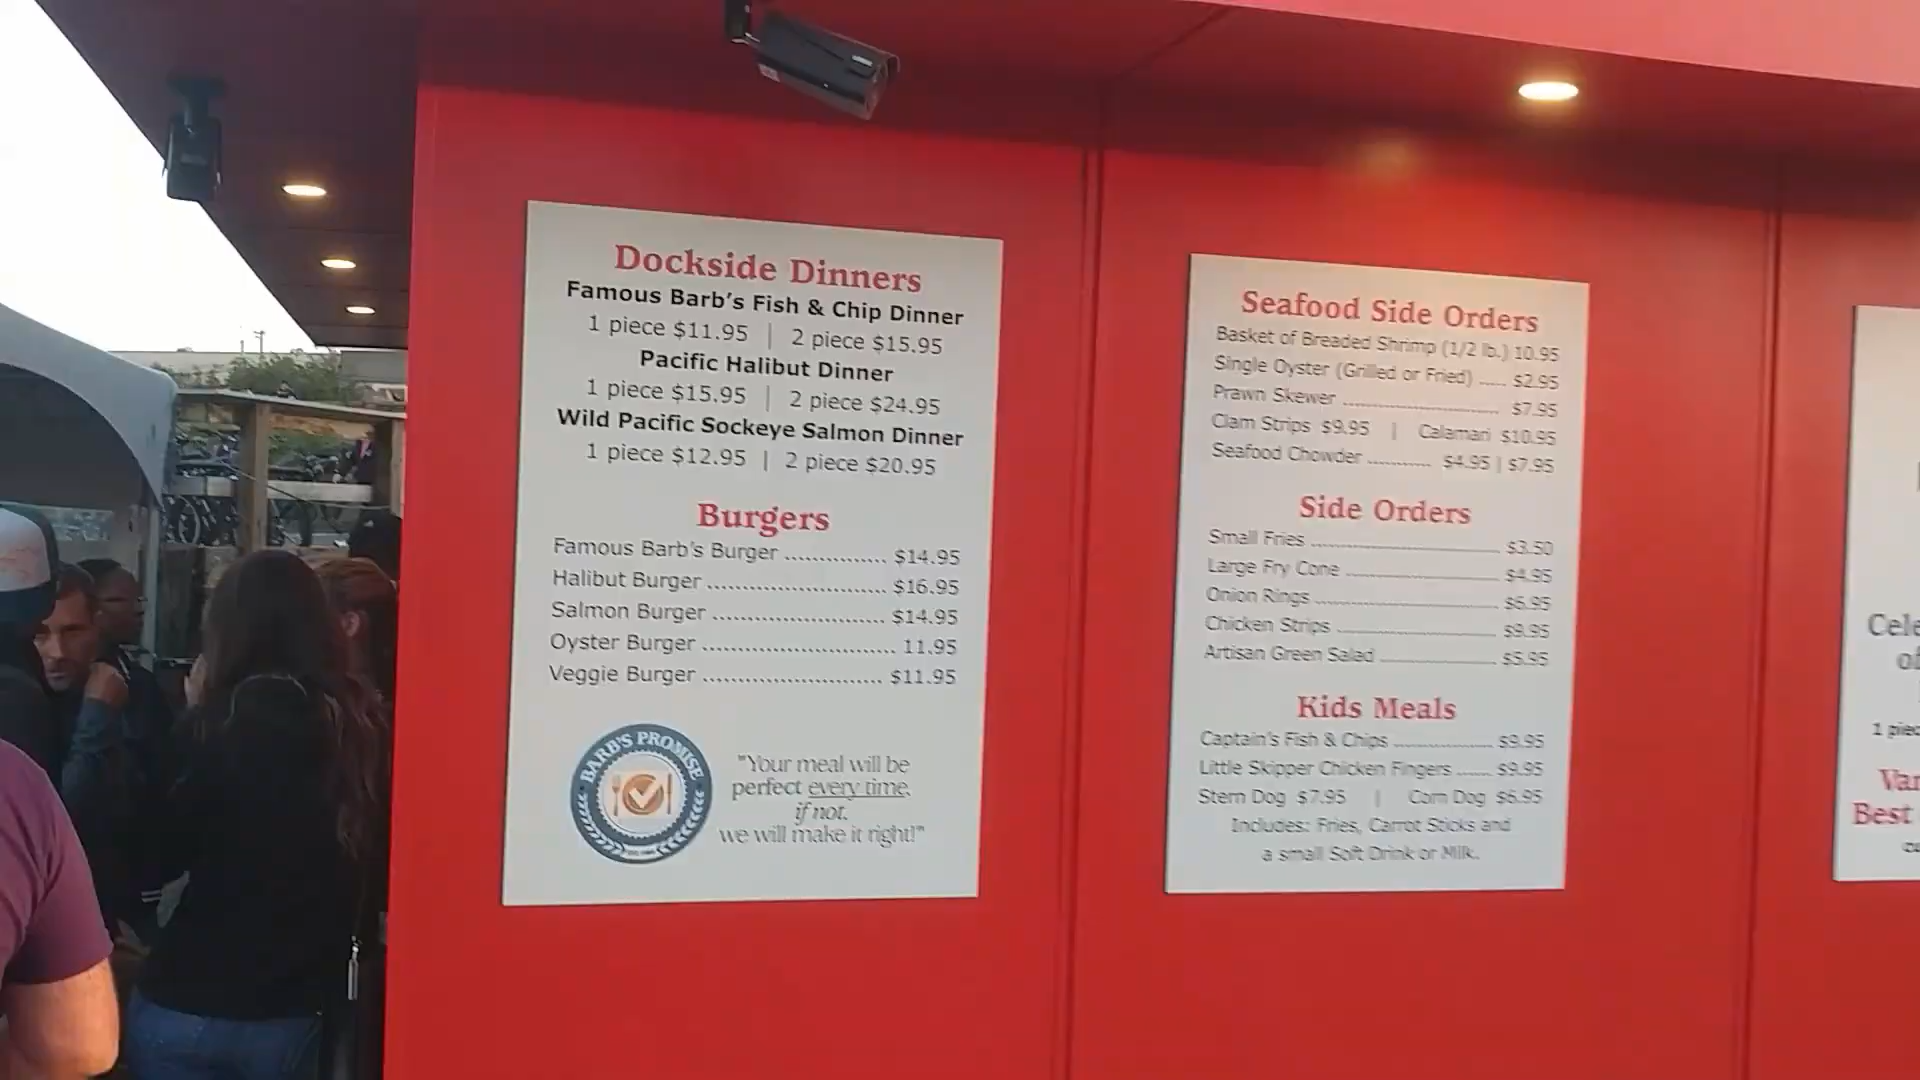 Dockside Dinners
Famous Barb's Fish & Chip Dinner
1 piece $11.95 | 2 piece $15.95
Pacific Halibut Dinner
1 piece $15.95 | 2 piece $24.95
Wild Pacific Sockeye Salmon Dinner
1 piece $12.95 | 2 piece $20.95
Burgers
Famous Barb's Burger .............. $14.95
Halibut Burger ......................... $16.95
Salmon Burger ........................ $14.95
Oyster Burger ........................... 11.95
Veggie Burger ......................... $11.95
BARB'S PROMISE
"Your meal will be
perfect every time,
if not,
we will make it right!"
Seafood Side Orders
Basket of Breaded Shrimp (1/2 lb.) 10.95
Single Oyster (Grilled or Fried) ..... $2.95
Prawn Skewer ............................. $7.95
Clam Strips $9.95 | Calamari $10.95
Seafood Chowder ............ $4.95 | $7.95
Side Orders
Small Fries ................................... $3.50
Large Fry Cone ............................ $4.95
Onion Rings .................................. $6.95
Chicken Strips .............................. $9.95
Artisan Green Salad ..................... $5.95
Kids Meals
Captain's Fish & Chips .................. $9.95
Little Skipper Chicken Fingers ....... $9.95
Stern Dog $7.95 | Corn Dog $6.95
Includes: Fries, Carrot Sticks and
a small Soft Drink or Milk.
1
Best